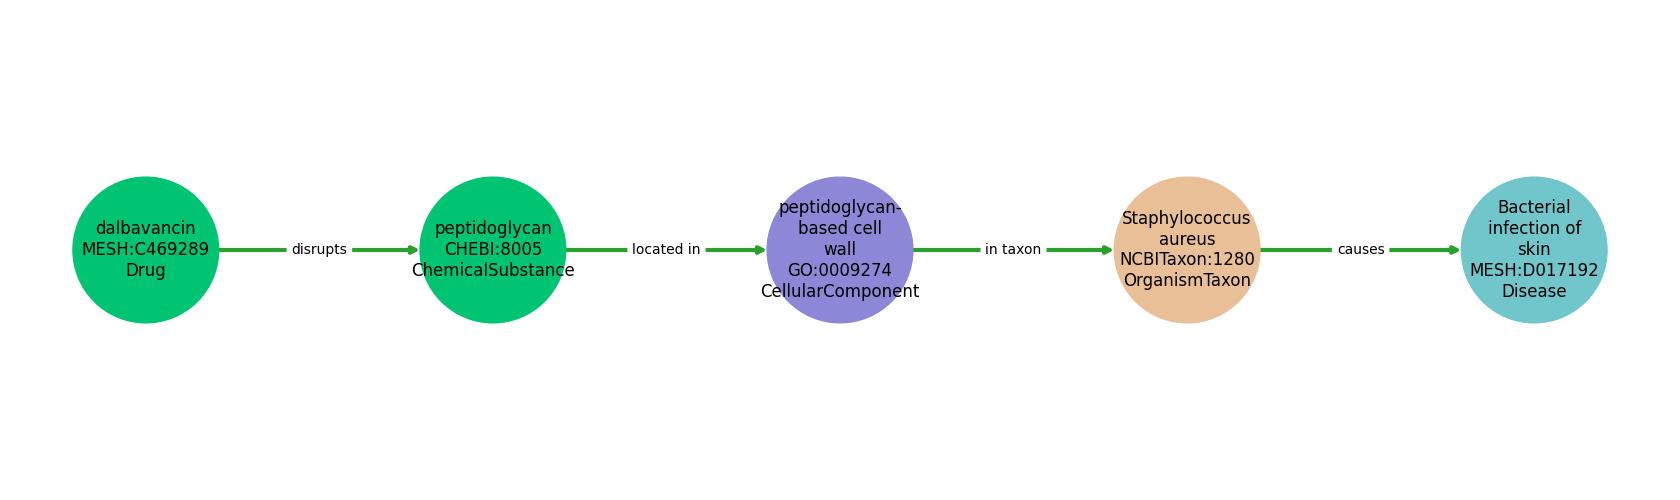 dalbavancin
MESH:C469289
Drug
disrupts
peptidoglycan
CHEBI:8005
ChemicalSubstance
located in
peptidoglycan-
based cell
wall
GO:0009274
CellularComponent
in taxon
Staphylococcus
aureus
NCBITaxon:1280
OrganismTaxon
causes
Bacterial
infection of
skin
MESH:D017192
Disease